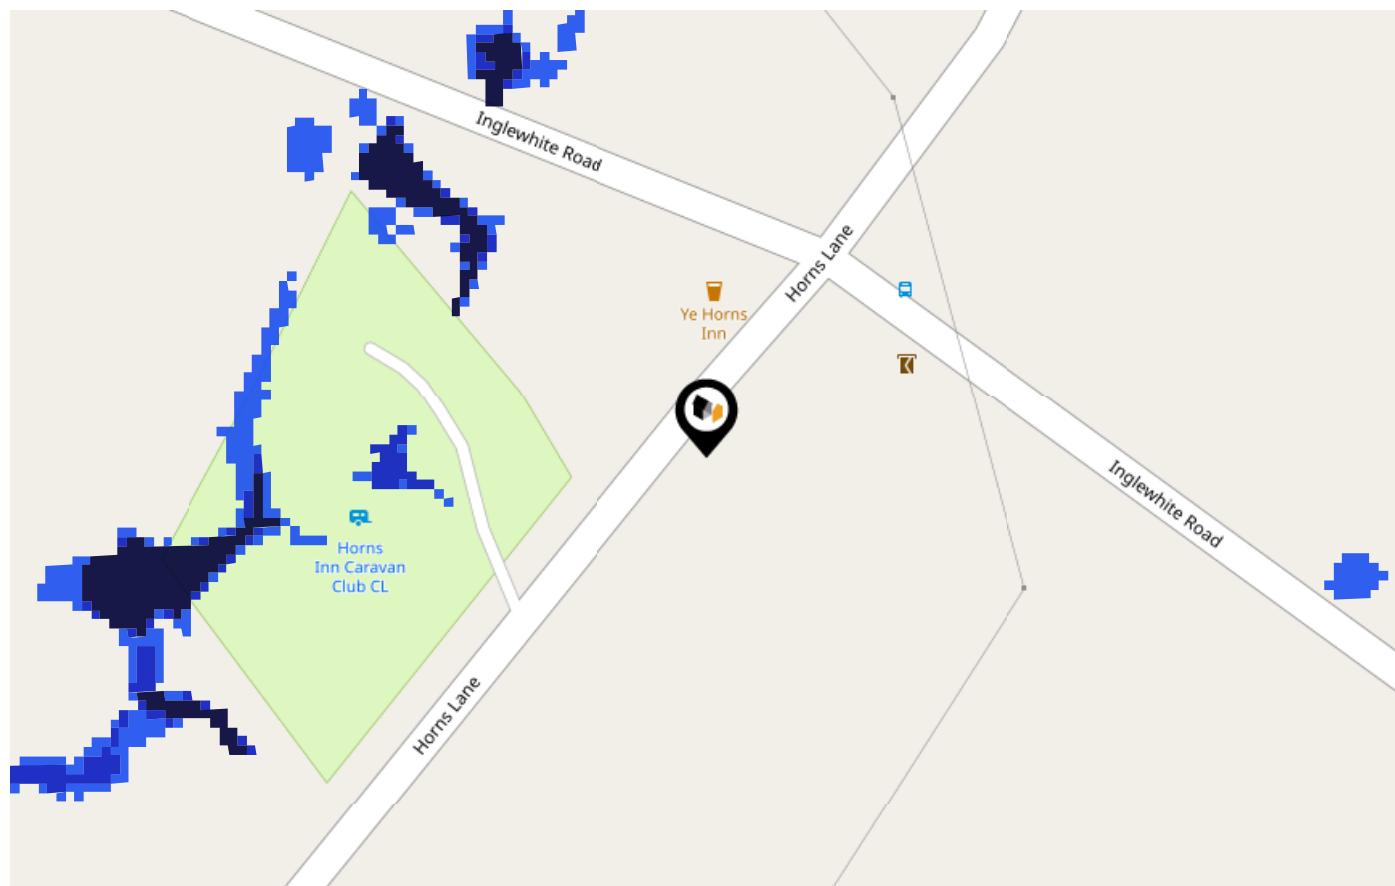 Inglewhite Road
Horns Lane
Ye Horns
Inn
Inglewhite Road
Horns
Inn Caravan
Club CL
Horns Lane